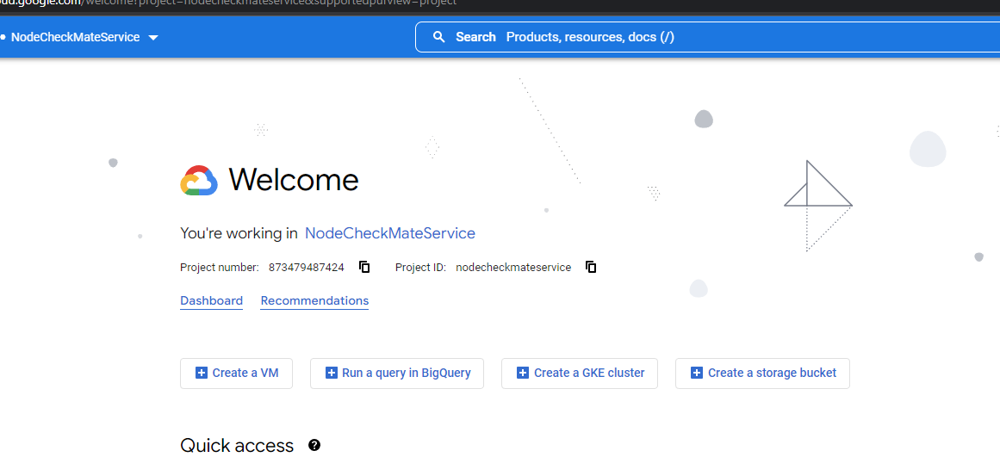 oud.google.com/welcome?project=nodecheckmateservice&supportedpurview=project
NodeCheckMateService
Search Products, resources, docs (/)
Welcome
You're working in NodeCheckMateService
Project number: 873479487424 Project ID: nodecheckmateservice
Dashboard Recommendations
Create a VM Run a query in BigQuery Create a GKE cluster Create a storage bucket
Quick access